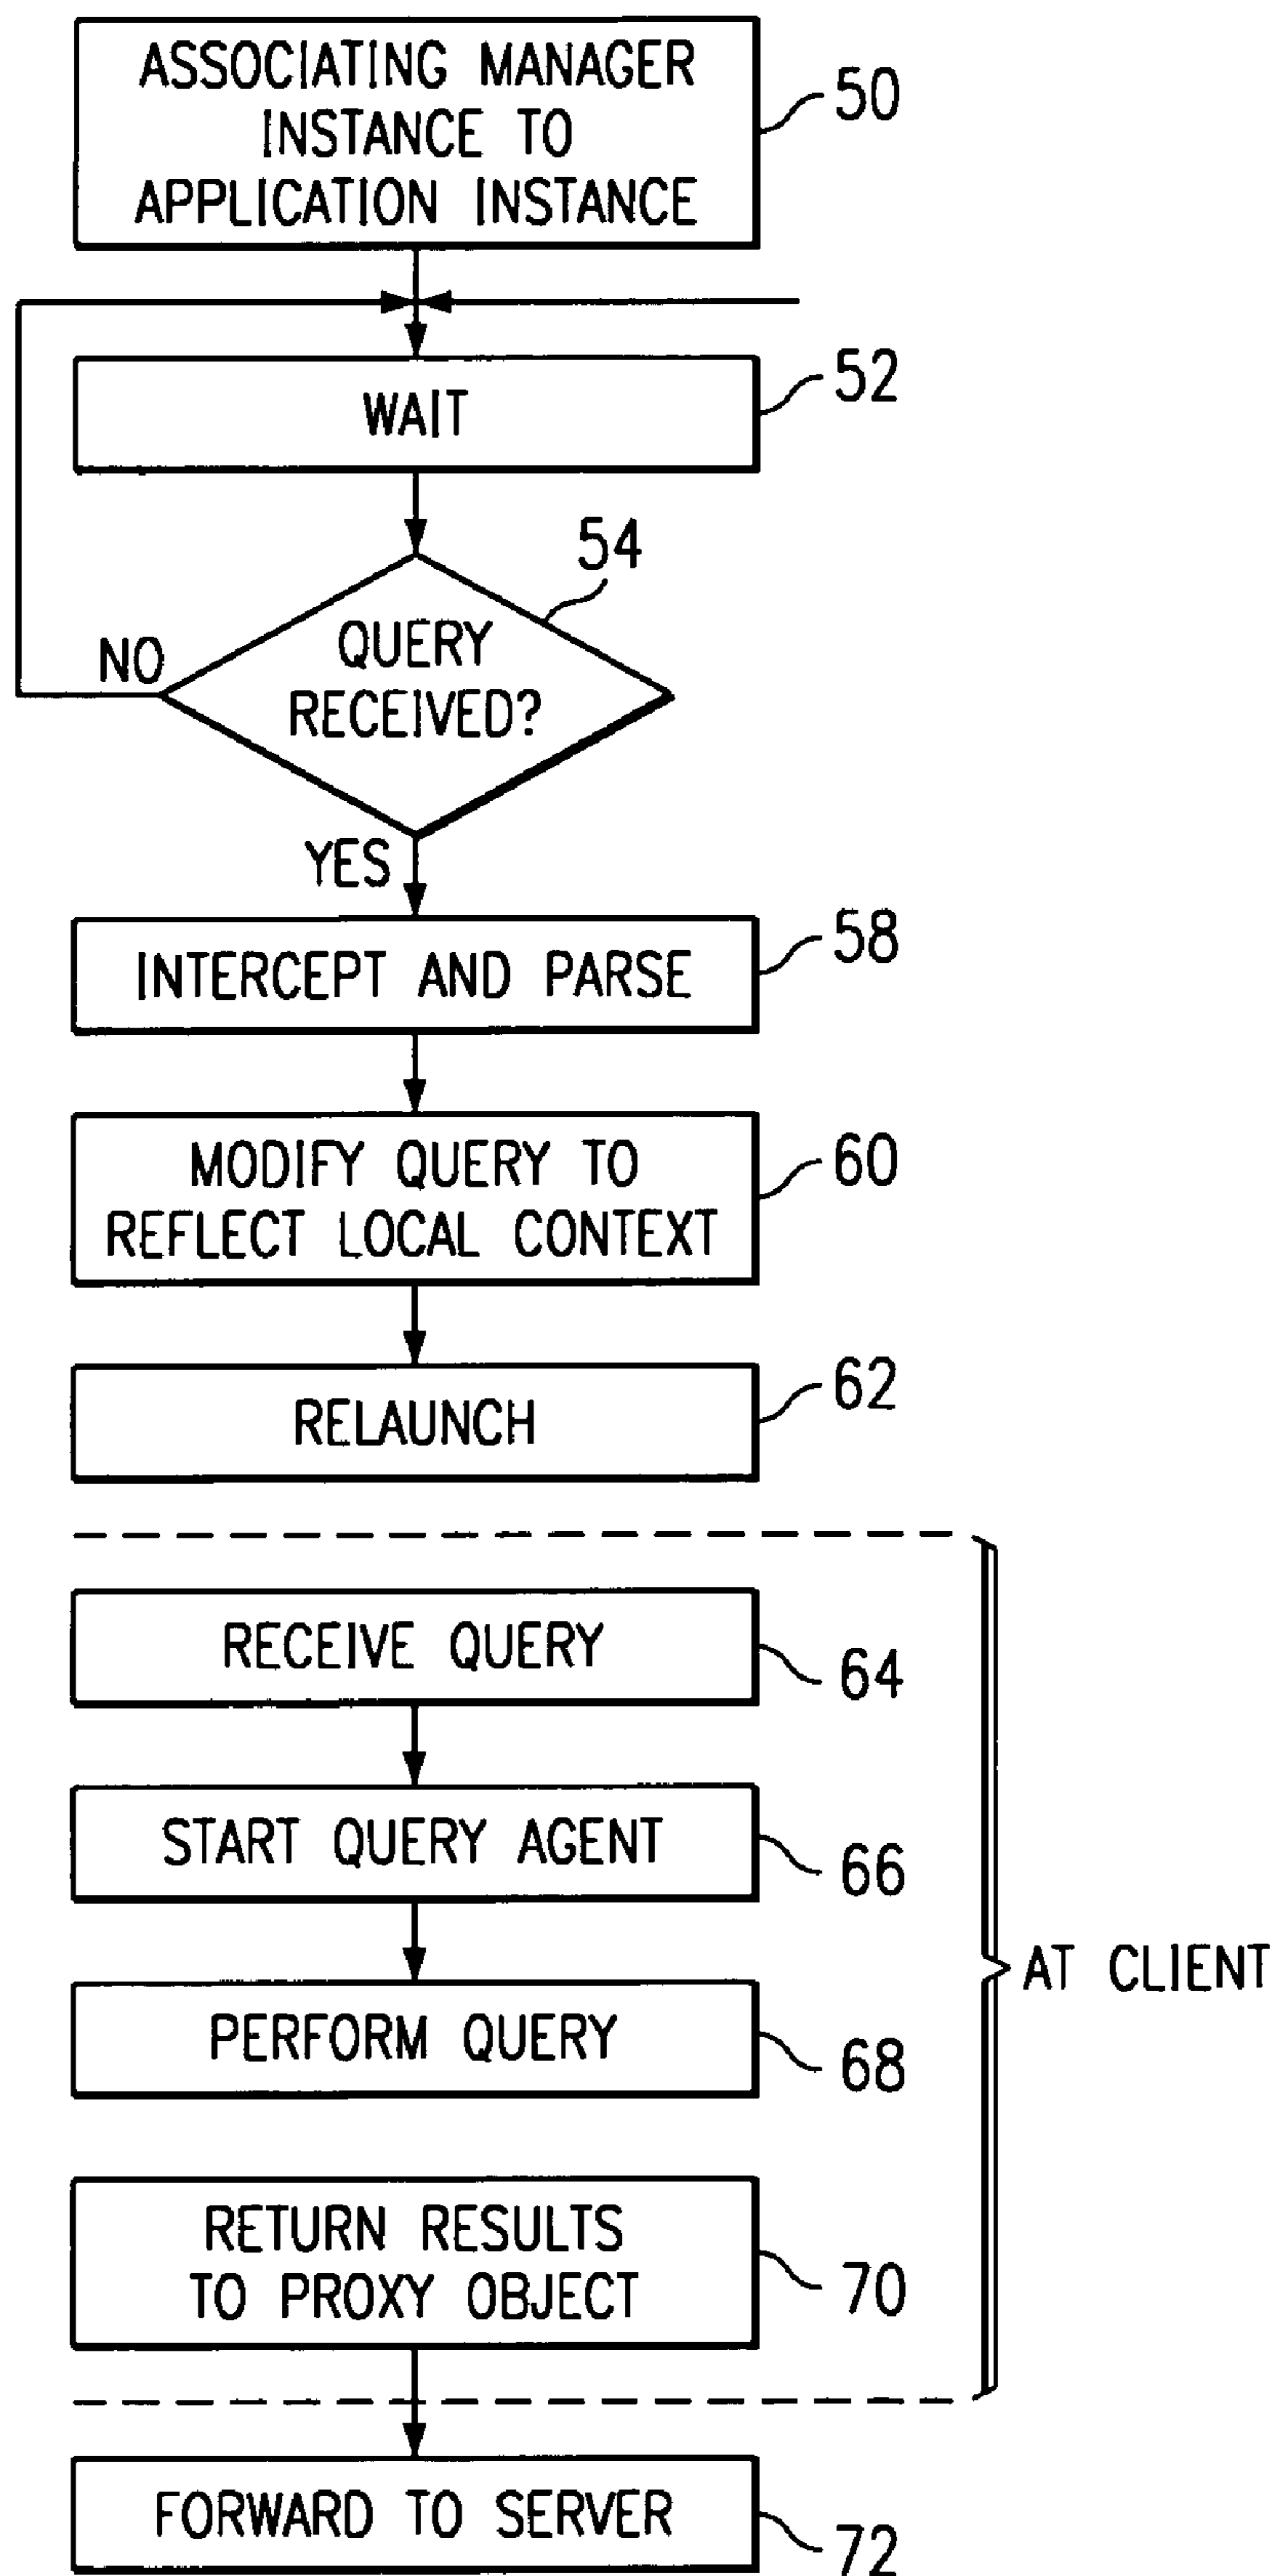 ASSOCIATING MANAGER
INSTANCE TO
APPLICATION INSTANCE
50
WAIT
52
54
QUERY
RECEIVED?
NO
YES
INTERCEPT AND PARSE
58
MODIFY QUERY TO
REFLECT LOCAL CONTEXT
60
RELAUNCH
62
RECEIVE QUERY
64
START QUERY AGENT
66
AT CLIENT
PERFORM QUERY
68
RETURN RESULTS
TO PROXY OBJECT
70
FORWARD TO SERVER
72